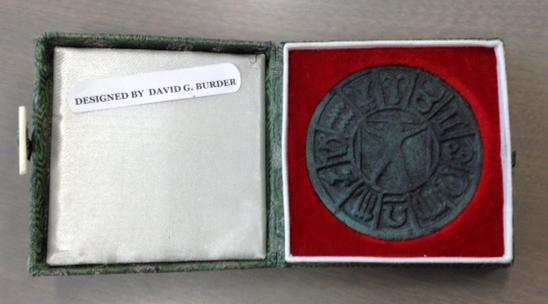 DESIGNED BY DAVID G. BURDER